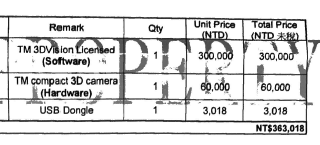 Remark Qty Unit Price (NTD) Total Price (NTD 未稅)
TM 3DVision Licensed (Software) 1 300,000 300,000
TM compact 3D camera (Hardware) 1 60,000 60,000
USB Dongle 1 3,018 3,018
NT$363,018